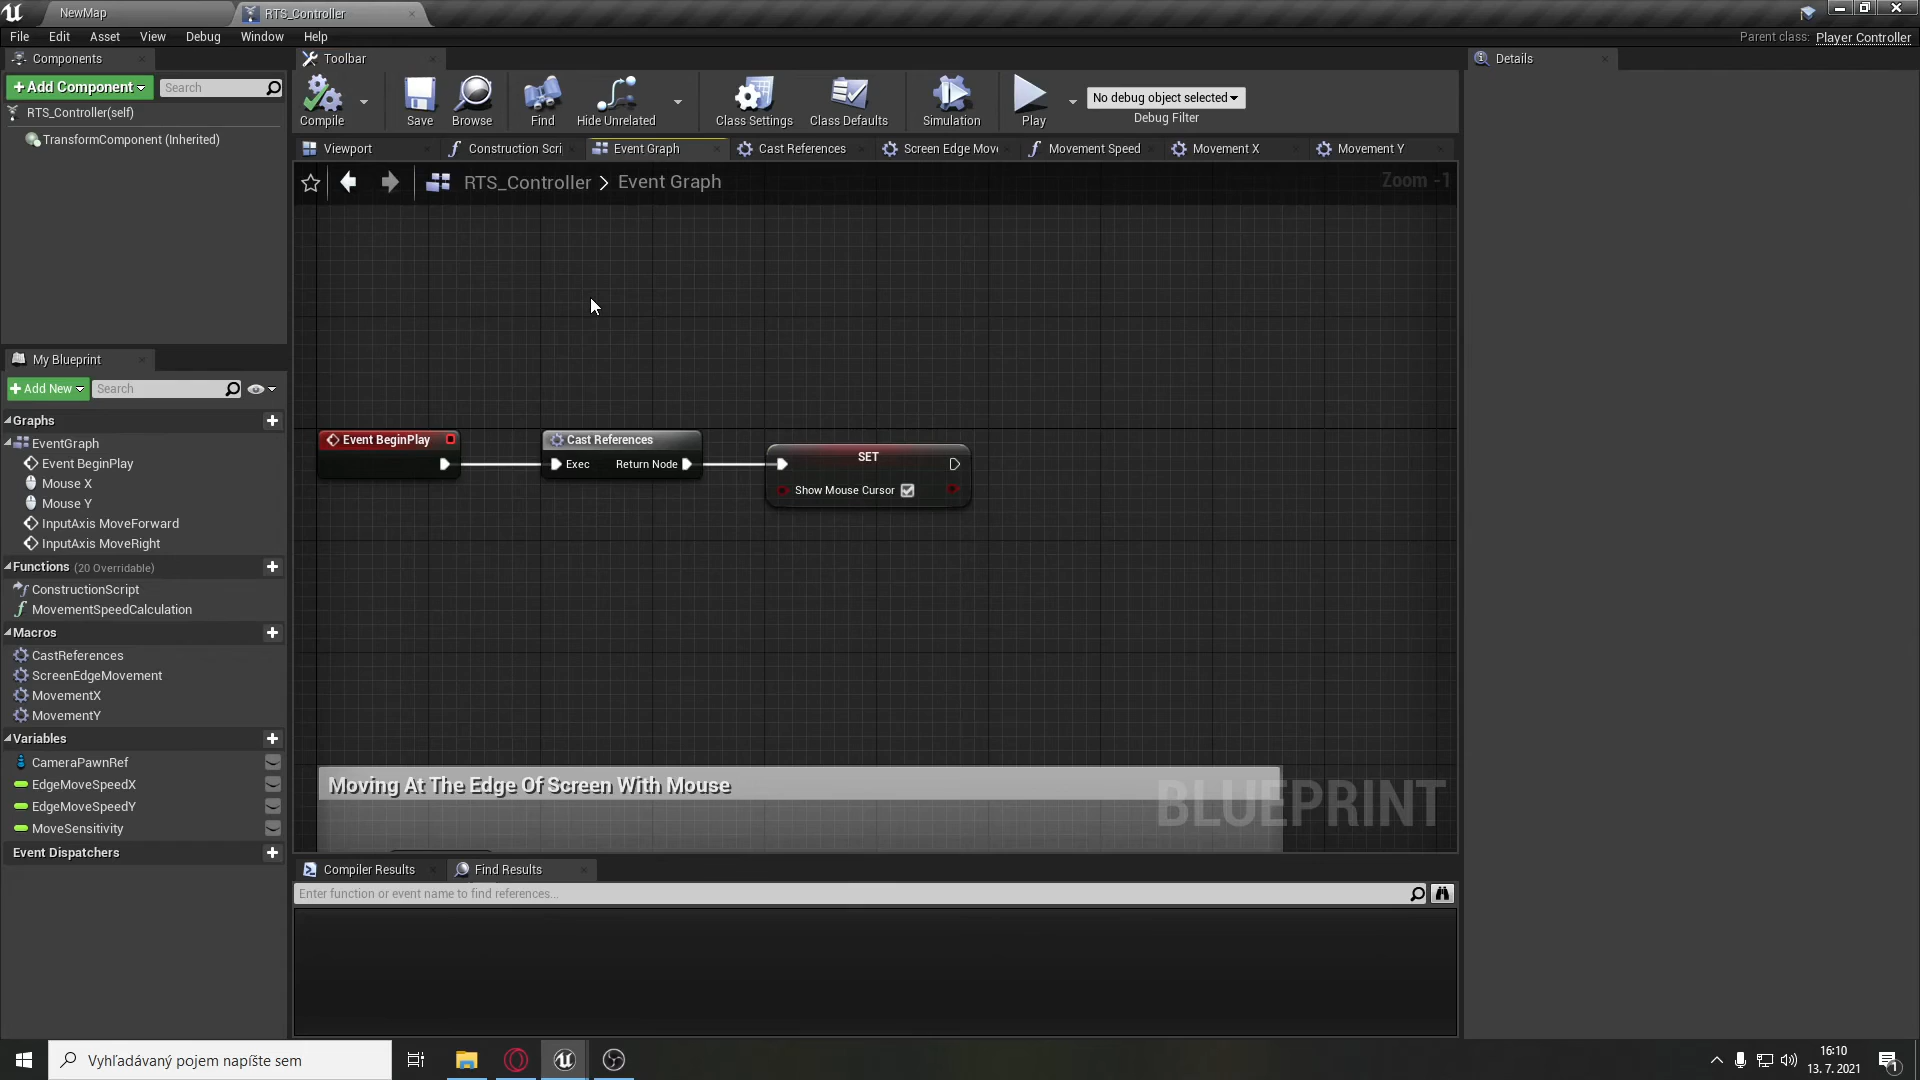 NewMap
RTS_Controller
File Edit Asset View Debug Window Help
Parent class: Player Controller
Components
Toolbar
Details
Add Component
Search
Compile
Save
Browse
Find
Hide Unrelated
Class Settings
Class Defaults
Simulation
Play
No debug object selected
Debug Filter
RTS_Controller(self)
TransformComponent (Inherited)
Viewport
Construction Scri
Event Graph
Cast References
Screen Edge Move
Movement Speed
Movement X
Movement Y
RTS_Controller > Event Graph
Zoom -1
My Blueprint
Add New
Search
Graphs
EventGraph
Event BeginPlay
Mouse X
Mouse Y
InputAxis MoveForward
InputAxis MoveRight
Functions (20 Overridable)
ConstructionScript
MovementSpeedCalculation
Macros
CastReferences
ScreenEdgeMovement
MovementX
MovementY
Variables
CameraPawnRef
EdgeMoveSpeedX
EdgeMoveSpeedY
MoveSensitivity
Event Dispatchers
Event BeginPlay
Cast References
Exec Return Node
SET
Show Mouse Cursor
Moving At The Edge Of Screen With Mouse
BLUEPRINT
Compiler Results
Find Results
Enter function or event name to find references...
Vyhľadávaný pojem napíšte sem
16:10
13. 7. 2021
1